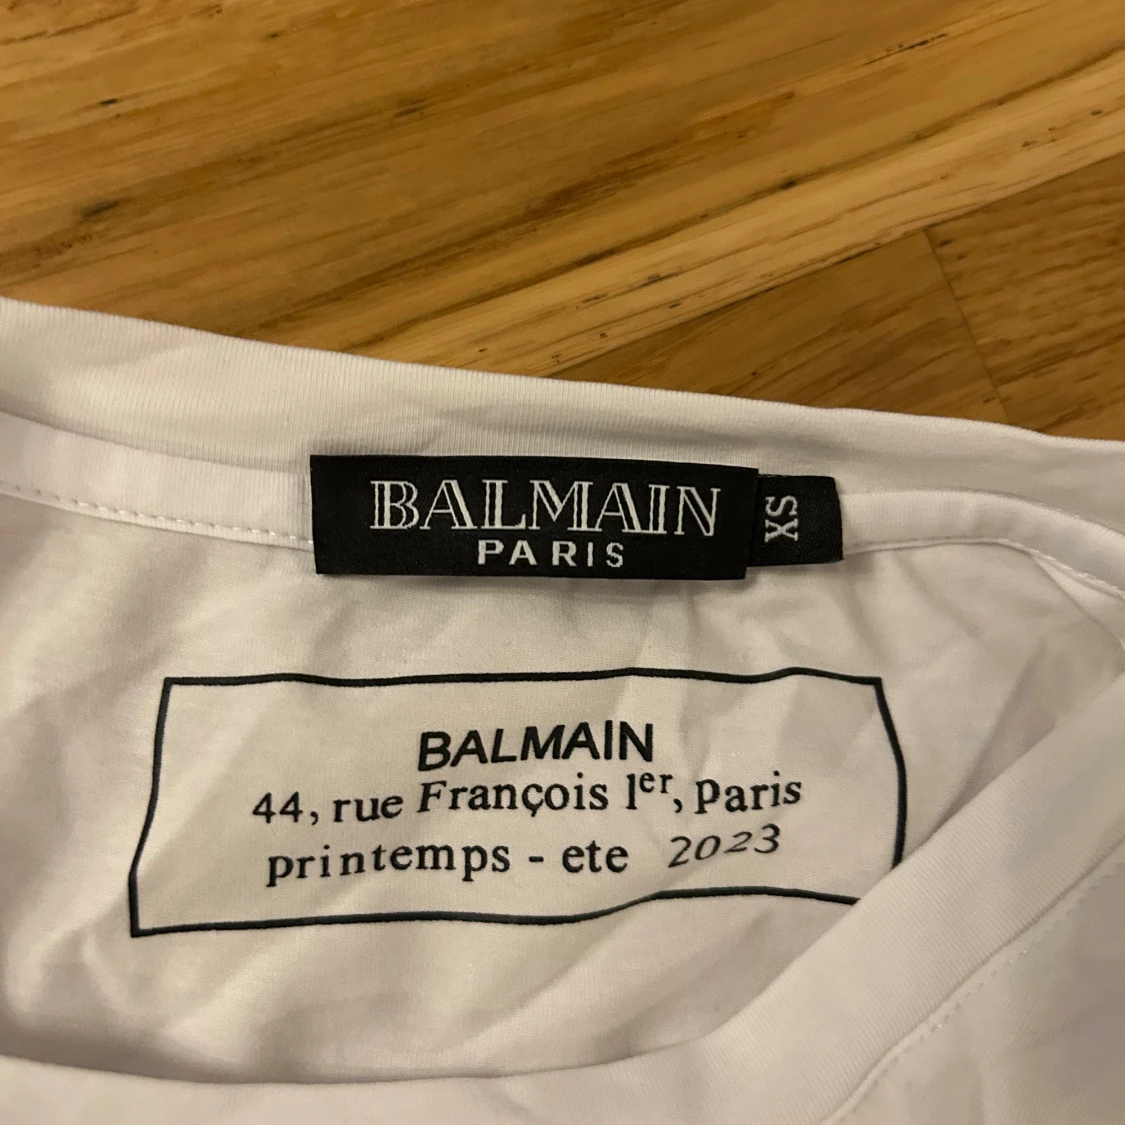 BALMAIN
PARIS
XS
BALMAIN
44, rue François 1er, Paris
printemps - ete 2023